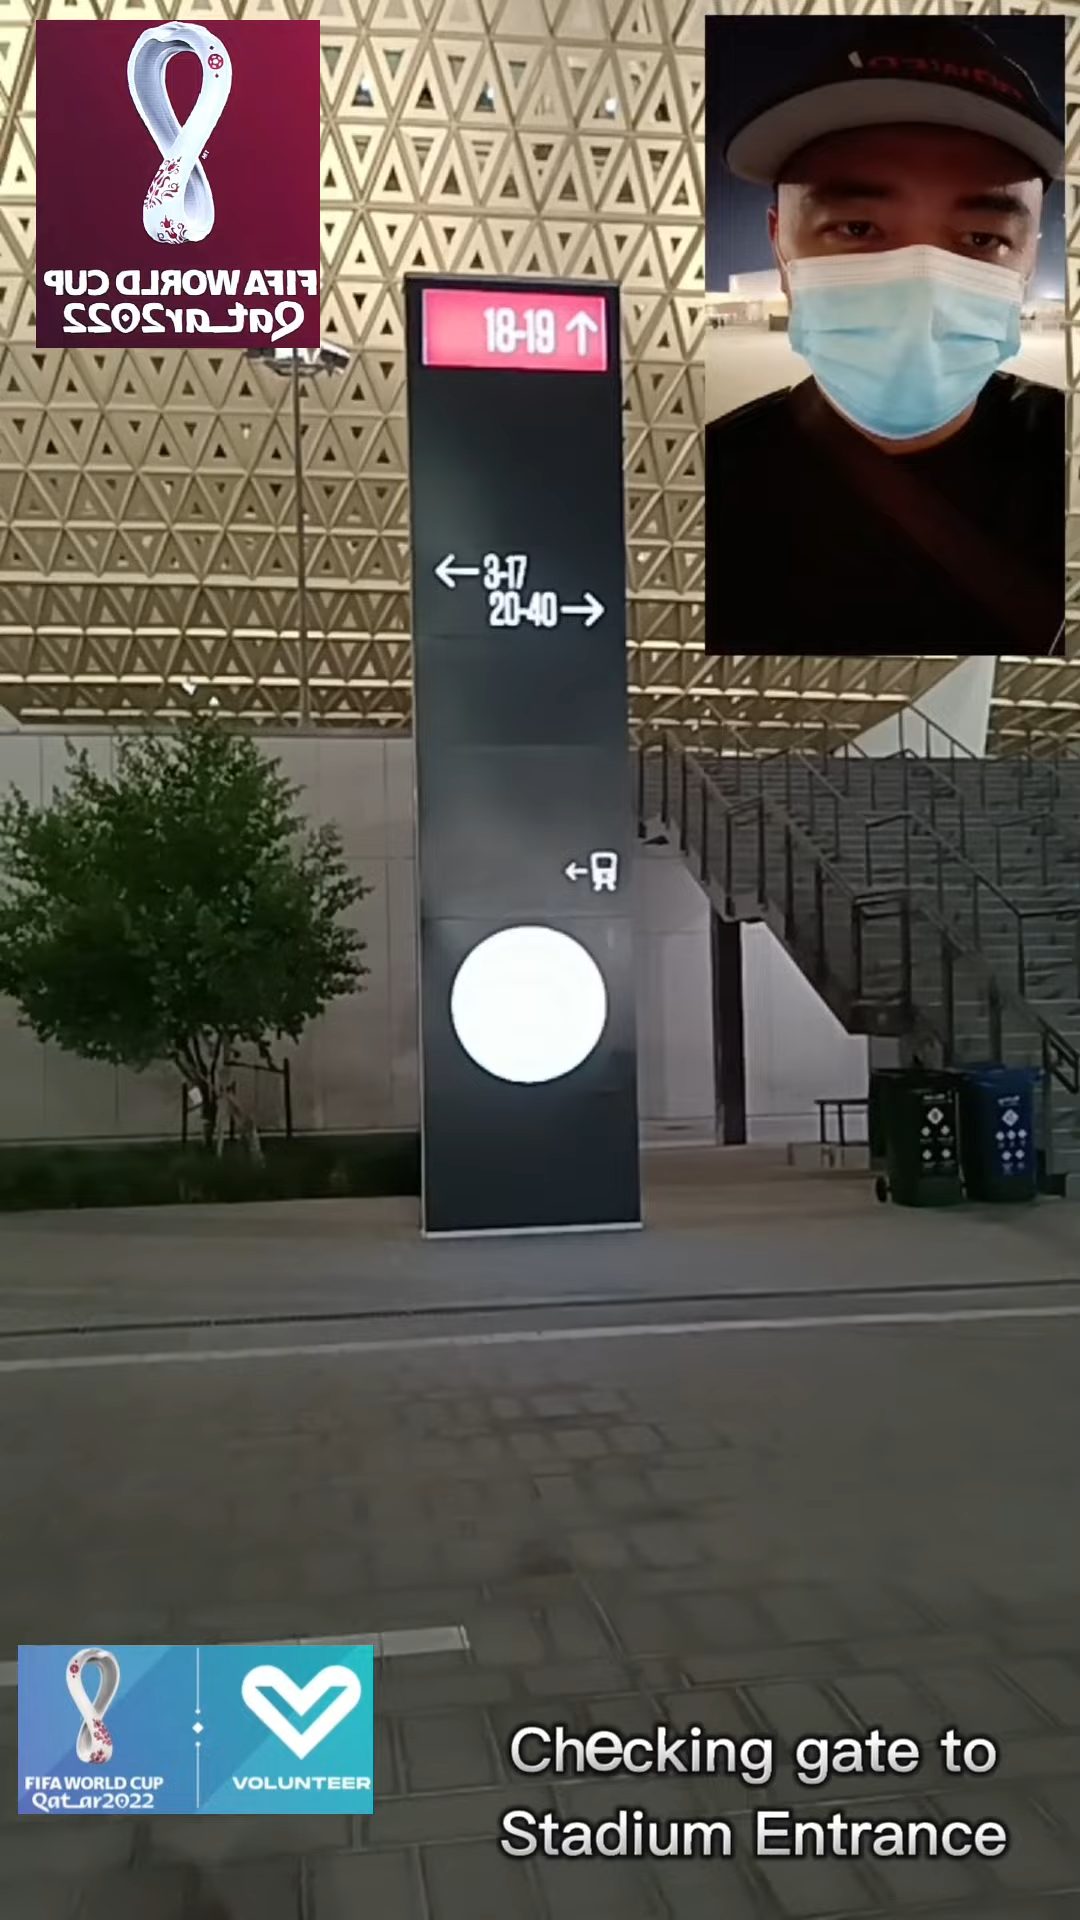 FIFA WORLD CUP
Qatar2022
18-19 ↑
← 3-17
20-40 →
←
FIFA WORLD CUP
Qatar2022
VOLUNTEER
Checking gate to
Stadium Entrance